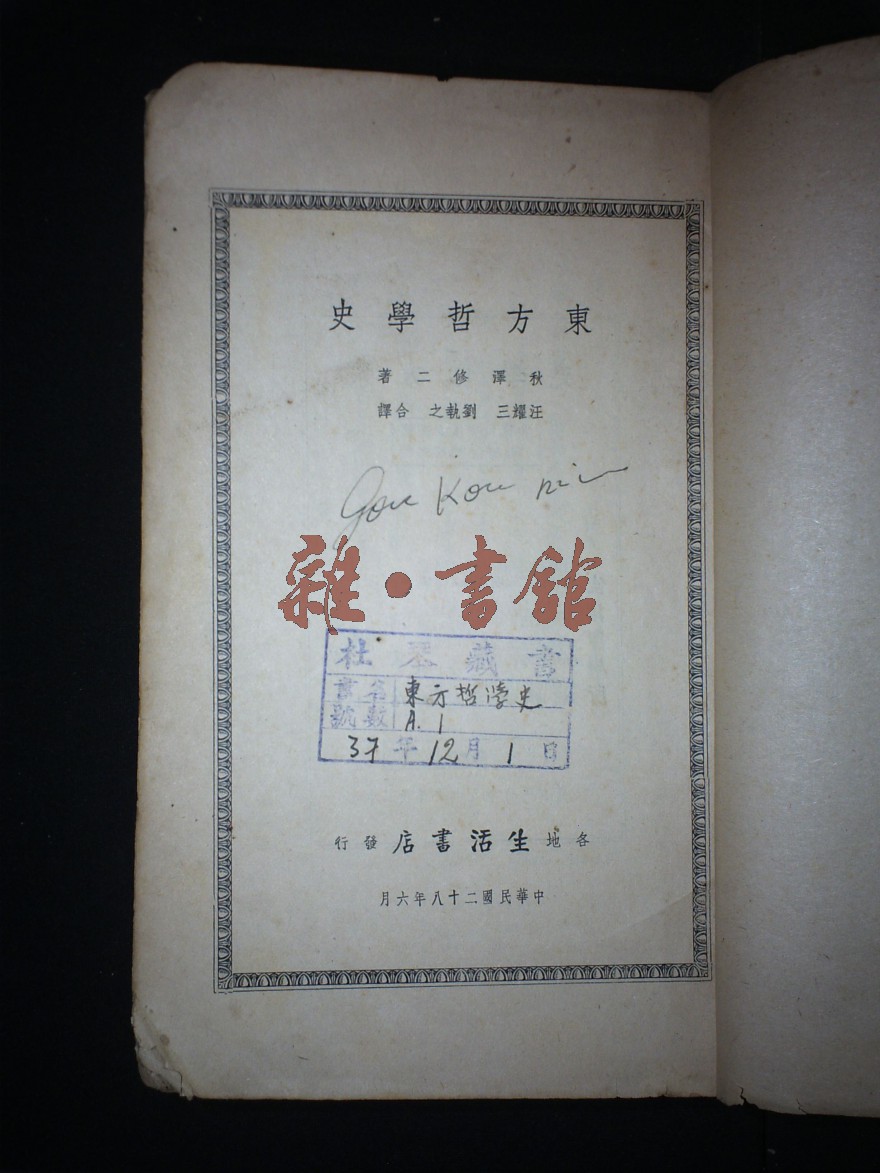 東方哲學史
秋澤修二著
汪耀三 劉執之 合譯
雜·書舘
杜 藏書
書名 東方哲學史
號數 A.1
37年12月1日
各地生活書店發行
中華民國二十八年六月